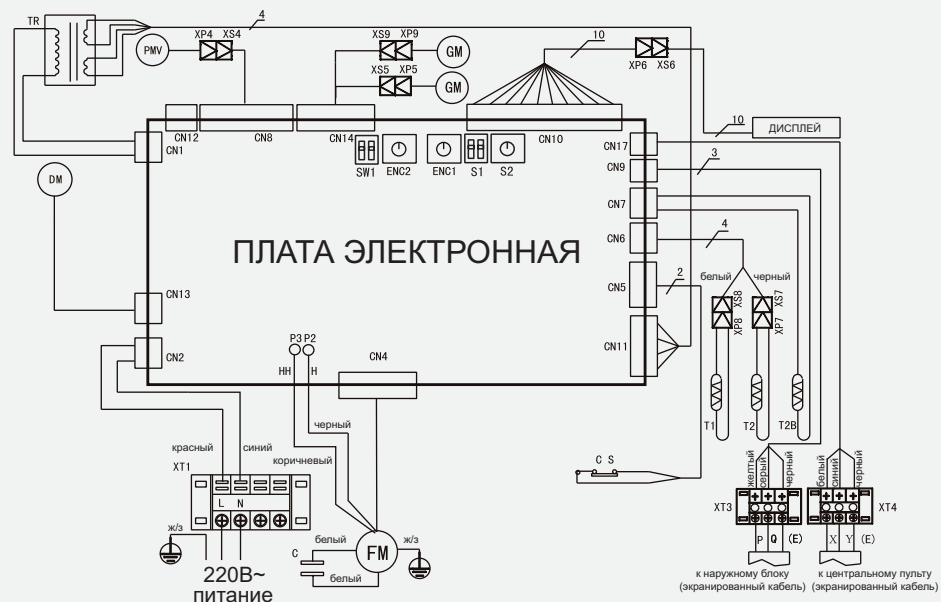 TR
4
PMV
XP4 XS4
XS9 XP9
GM
XS5 XP5
GM
10
XP6 XS6
10
ДИСПЛЕЙ
CN12
CN8
CN14
CN10
CN1
SW1
ENC2
ENC1
S1
S2
CN17
CN9
3
DM
CN7
CN6
4
ПЛАТА ЭЛЕКТРОННАЯ
белый
черный
CN5
2
XS8
XP8
XS7
XP7
CN13
CN2
P3 P2
HH
H
CN4
CN11
T1
T2
T2B
черный
красный
синий
коричневый
XT1
L N
C S
желтый
серый
черный
белый
синий
черный
XT3
XT4
P Q (E)
X Y (E)
ж/з
белый
C
FM
ж/з
белый
220В~
питание
к наружному блоку
(экранированный кабель)
к центральному пульту
(экранированный кабель)